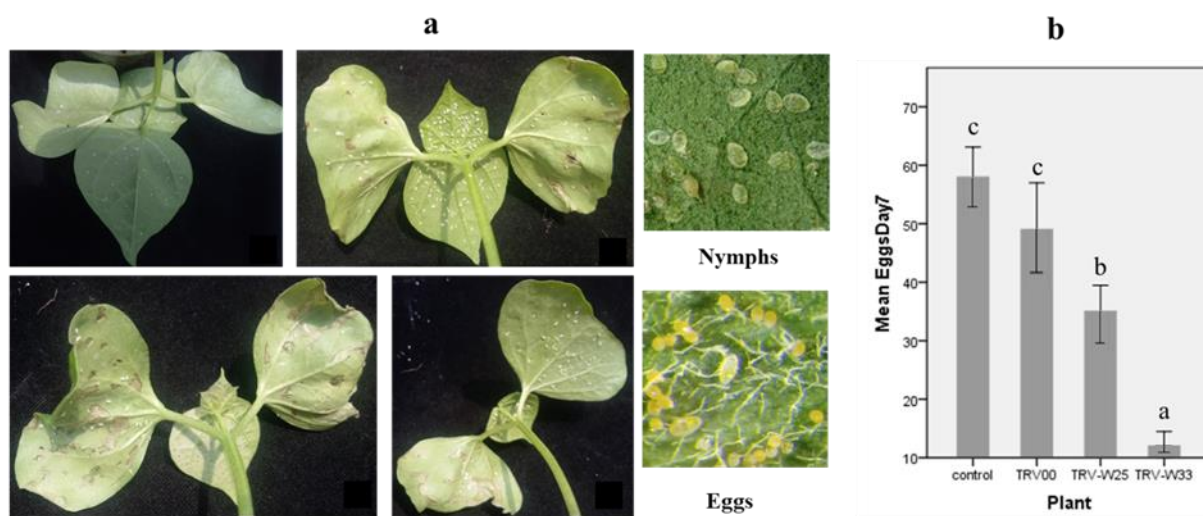 a
Nymphs
Eggs
b
70
60
50
40
30
20
10
Mean EggsDay7
c
c
b
a
control TRV00 TRV-W25 TRV-W33
Plant